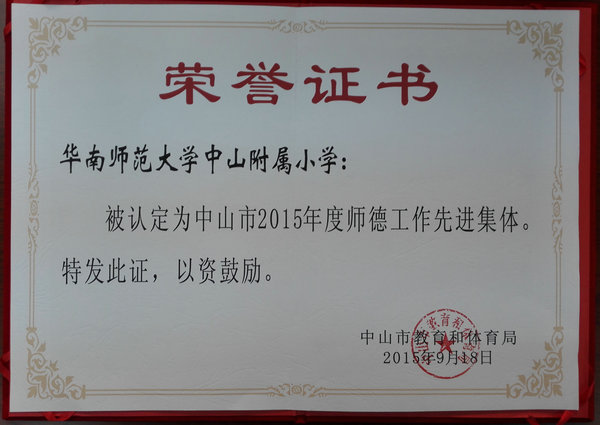 荣誉证书
华南师范大学中山附属小学：
被认定为中山市2015年度师德工作先进集体。
特发此证，以资鼓励。
中山市教育和体育局
2015年9月18日